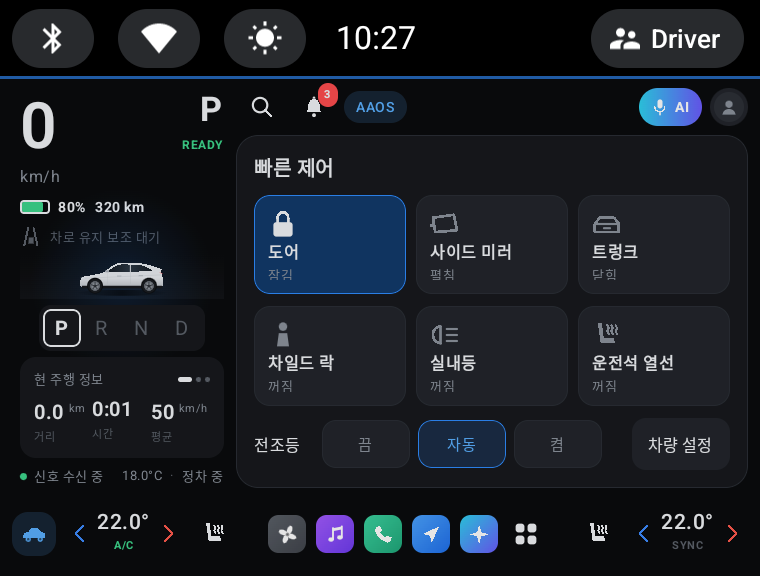 10:27
Driver
0
P
READY
km/h
80% 320 km
차로 유지 보조 대기
P R N D
현 주행 정보
0.0 km 0:01 50 km/h
거리 시간 평균
신호 수신 중 18.0°C · 정차 중
3
AAOS
AI
빠른 제어
도어
잠김
사이드 미러
펼침
트렁크
닫힘
차일드 락
꺼짐
실내등
꺼짐
운전석 열선
꺼짐
전조등 끔 자동 켬 차량 설정
22.0°
A/C
22.0°
SYNC